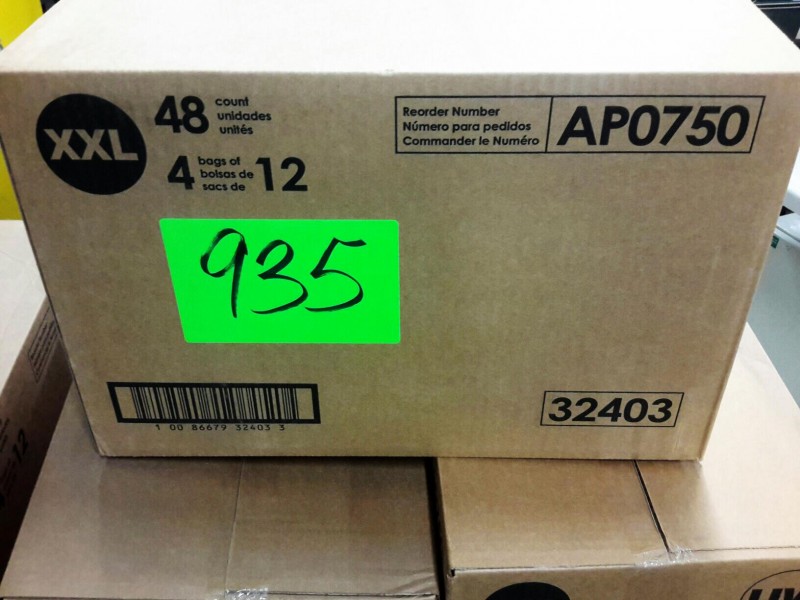 XXL
48 count
unidades
unités
4 bags of
bolsas de
sacs de
12
Reorder Number
Número para pedidos
Commander le Numéro
AP0750
935
1 00 86679 32403 3
32403
12